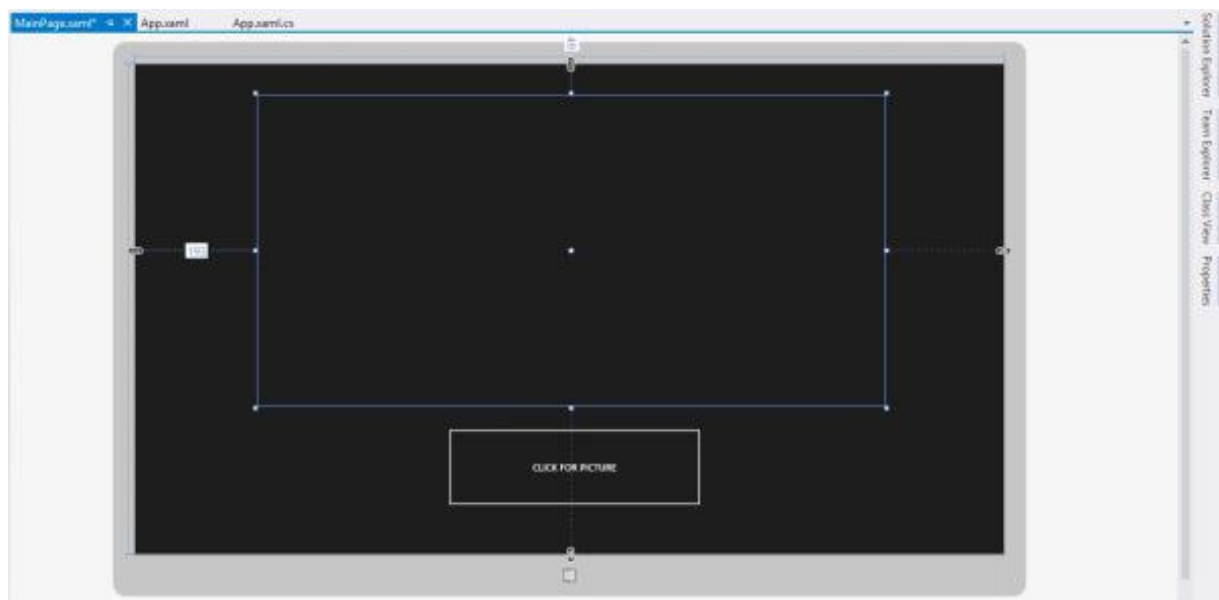 MainPage.xaml*
App.xaml
App.xaml.cs
CLICK FOR PICTURE
Solution Explorer
Team Explorer
Class View
Properties